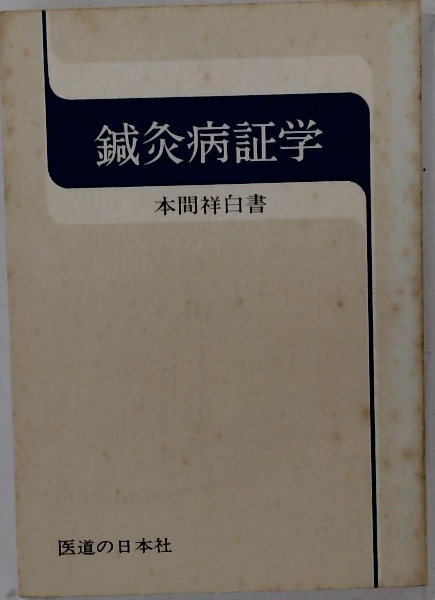 鍼灸病証学
本間祥白書
医道の日本社